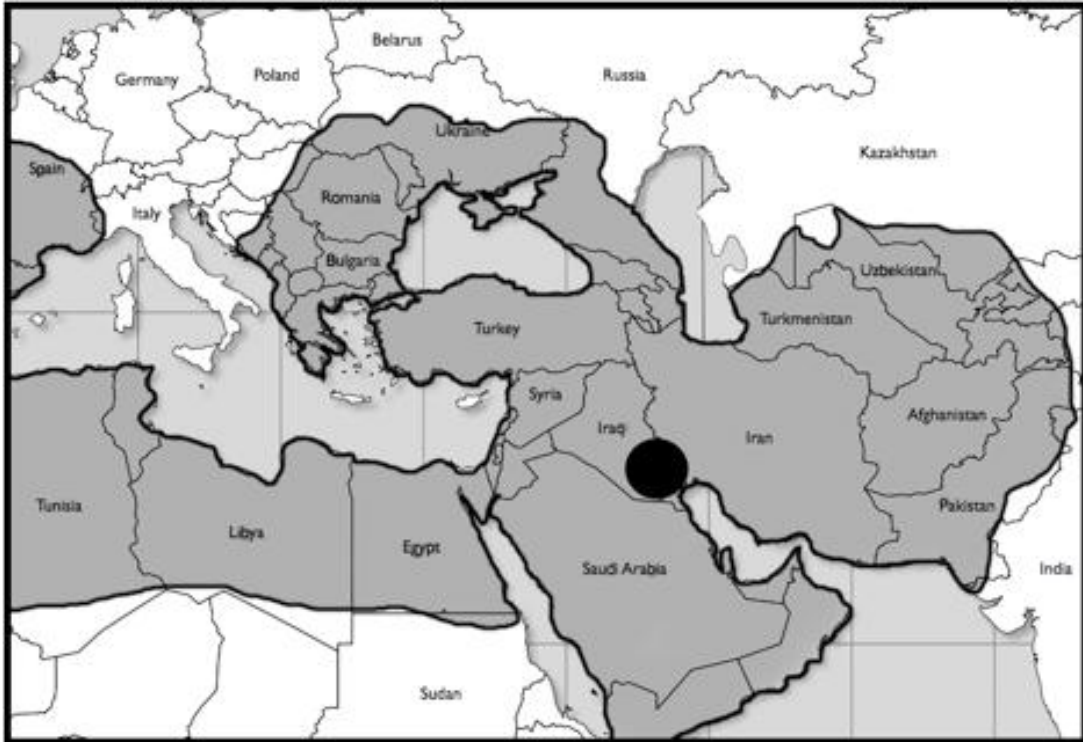 Belarus
Germany
Poland
Russia
Ukraine
Kazakhstan
Spain
Romania
Italy
Bulgaria
Uzbekistan
Turkmenistan
Turkey
Syria
Afghanistan
Iraq
Iran
Tunisia
Pakistan
Libya
Egypt
Saudi Arabia
India
Sudan